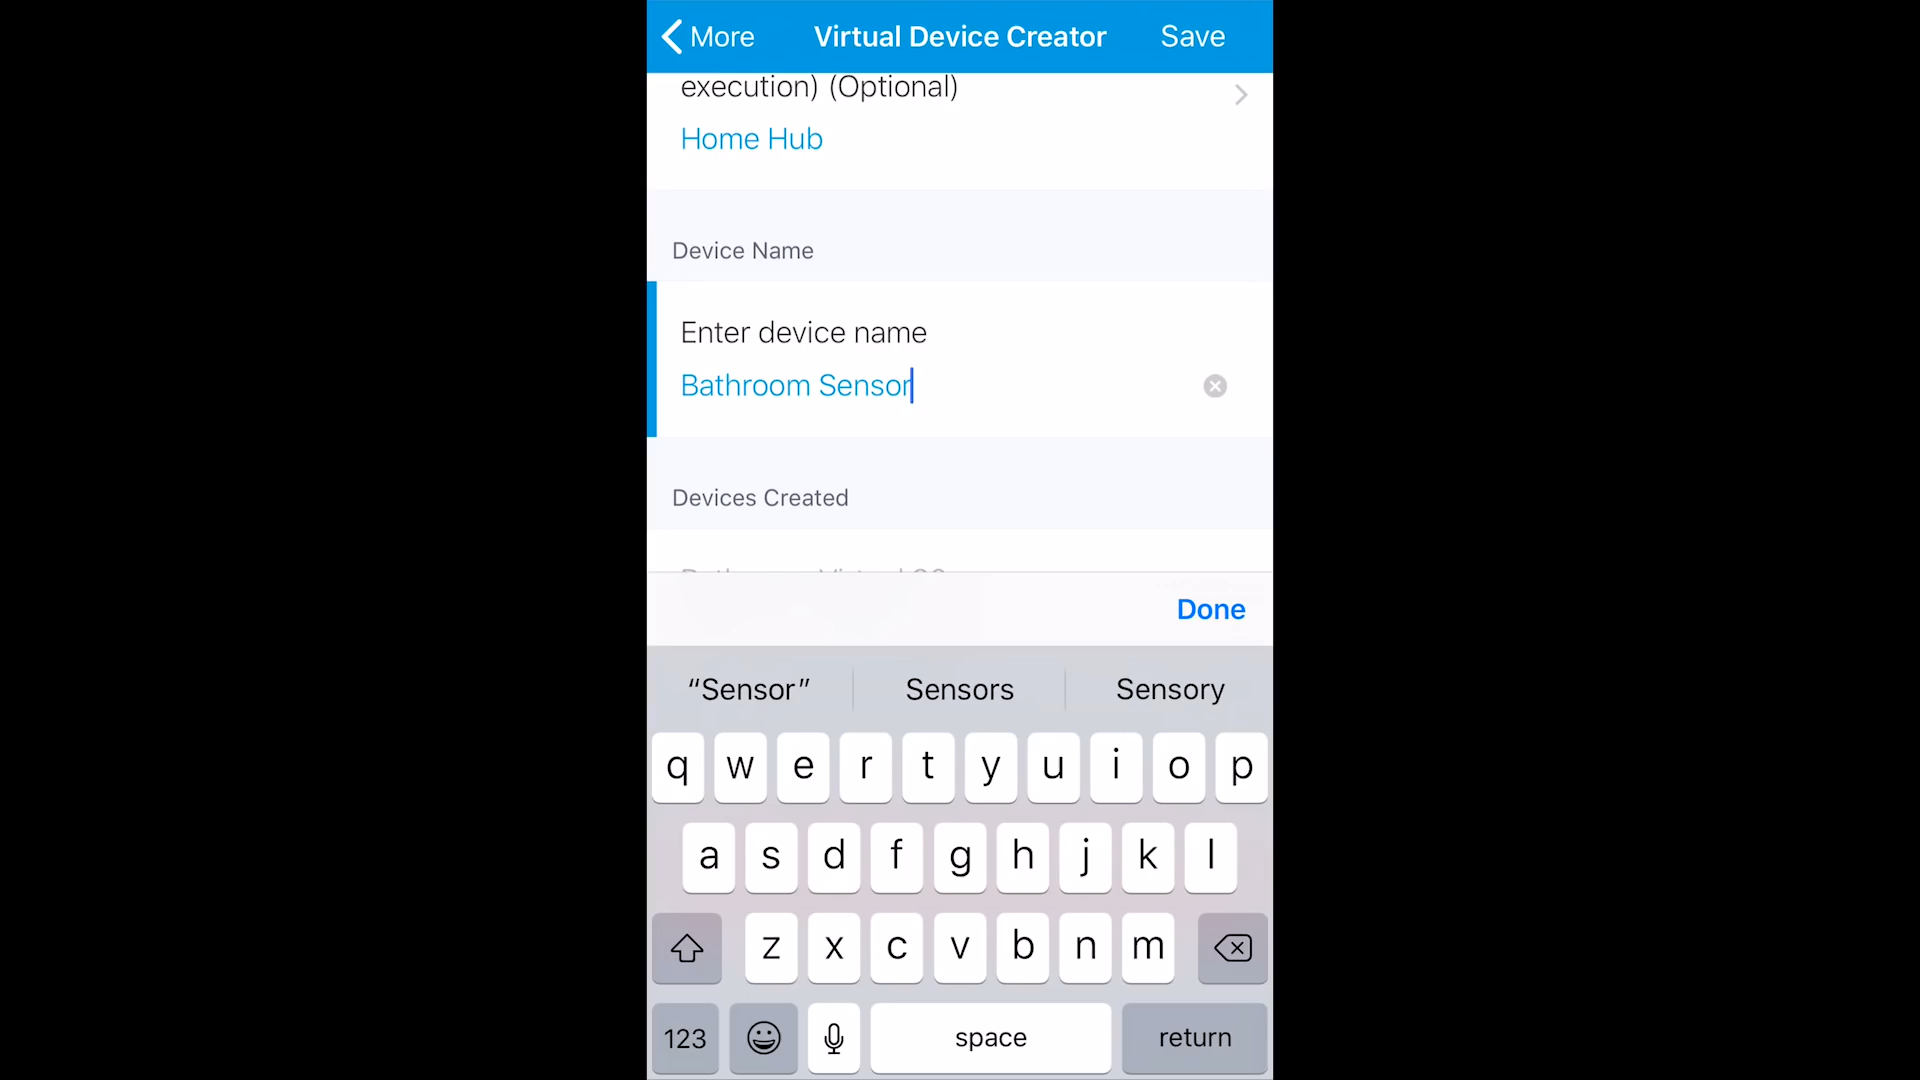 More
Virtual Device Creator
Save
execution) (Optional)
Home Hub
Device Name
Enter device name
Bathroom Sensor
Devices Created
Done
“Sensor”
Sensors
Sensory
q w e r t y u i o p
a s d f g h j k l
z x c v b n m
123
space
return